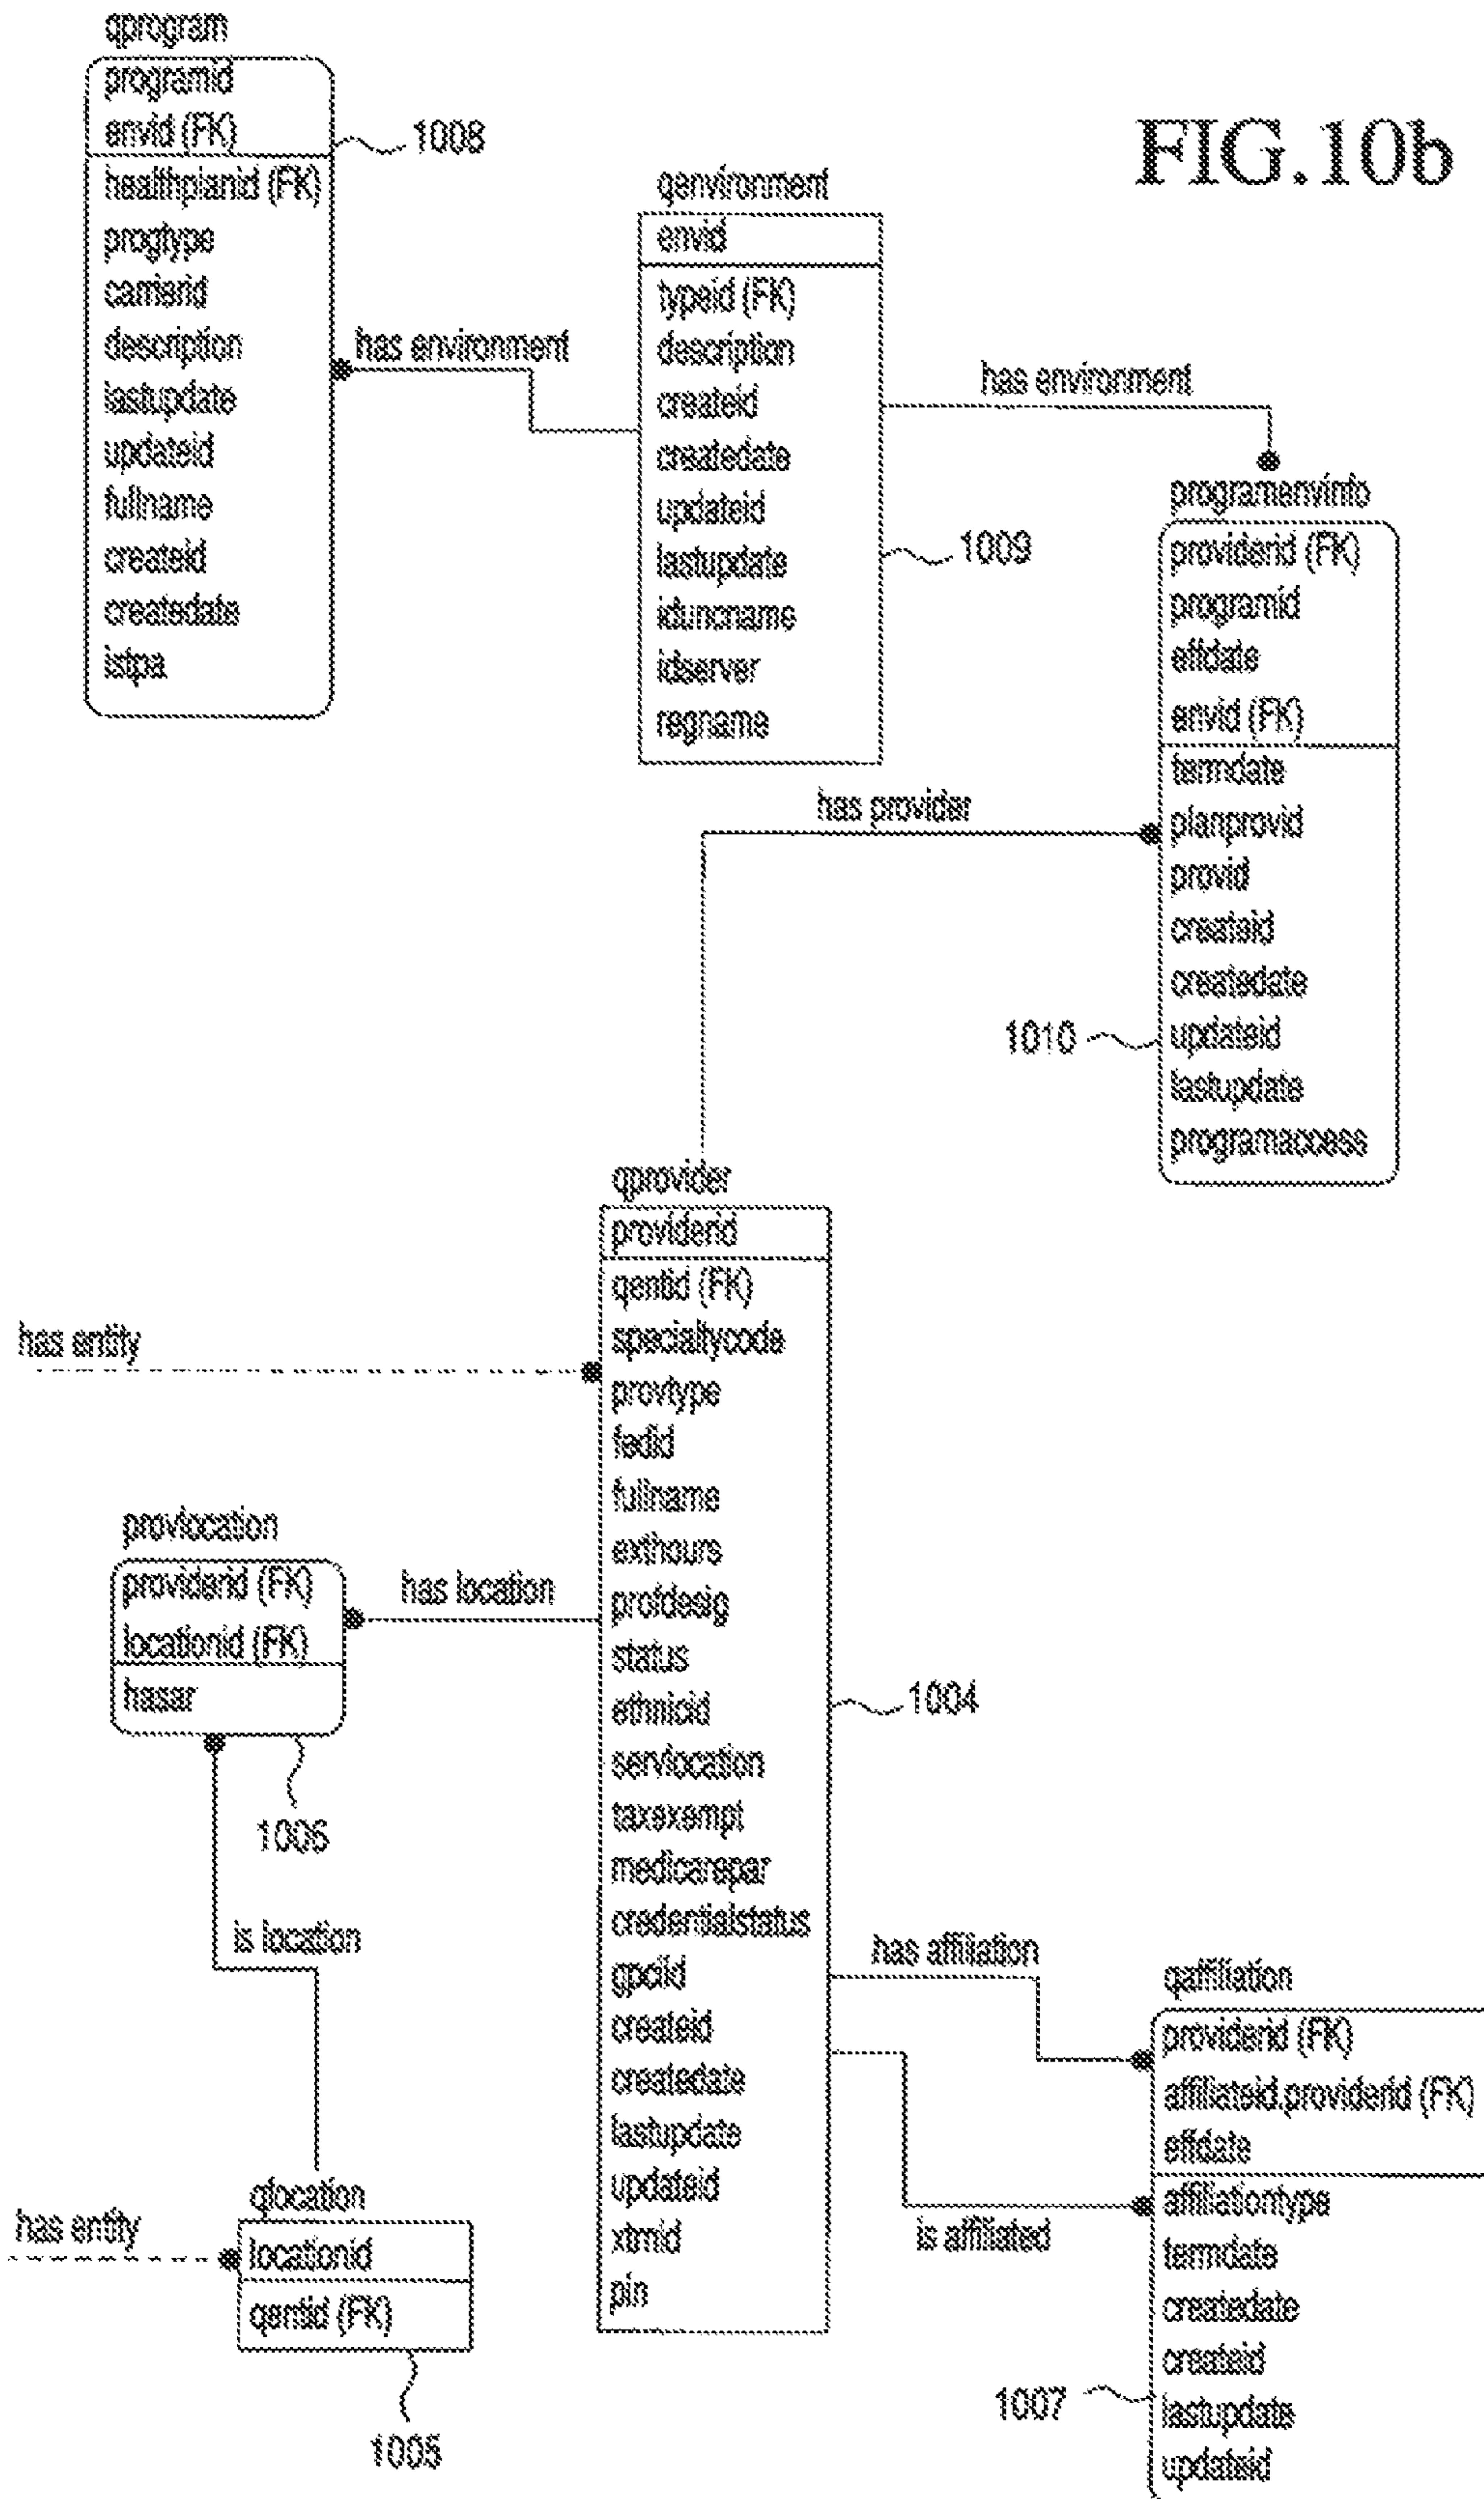 FIG.10b
qprogram
programid
envid (FK)
healthplanid (FK)
progtype
carrierid
description
lastupdate
updateid
fullname
createid
createdate
istpa
1008
has environment
qenvironment
envid
typeid (FK)
description
createid
createdate
updateid
lastupdate
iduncname
idserver
regname
1009
has environment
programenvinfo
providerid (FK)
programid
effdate
envid (FK)
termdate
planprovid
provid
createid
createdate
updateid
lastupdate
programaccess
1010
has provider
qprovider
providerid
qentid (FK)
specialtycode
provtype
fedid
fullname
exthours
profdesig
status
ethnicid
servlocation
taxexempt
medicarepar
credentialstatus
gpciid
createid
createdate
lastupdate
updateid
xtrnid
pin
1004
has entity
provlocation
providerid (FK)
locationid (FK)
hasar
1006
has location
is location
qlocation
locationid
qentid (FK)
1005
has entity
has affiliation
is affiliated
qaffiliation
providerid (FK)
affiliateid.providerid (FK)
effdate
affiliationtype
termdate
createdate
createid
lastupdate
updateid
1007